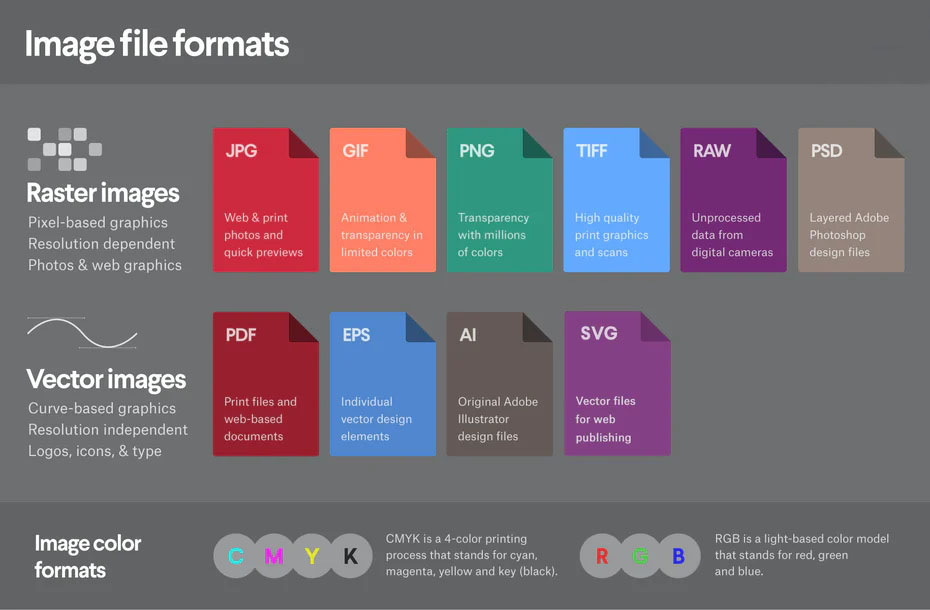 Image file formats
Raster images
Pixel-based graphics
Resolution dependent
Photos & web graphics
JPG
Web & print
photos and
quick previews
GIF
Animation &
transparency in
limited colors
PNG
Transparency
with millions
of colors
TIFF
High quality
print graphics
and scans
RAW
Unprocessed
data from
digital cameras
PSD
Layered Adobe
Photoshop
design files
Vector images
Curve-based graphics
Resolution independent
Logos, icons, & type
PDF
Print files and
web-based
documents
EPS
Individual
vector design
elements
AI
Original Adobe
Illustrator
design files
SVG
Vector files
for web
publishing
Image color
formats
C M Y K
CMYK is a 4-color printing
process that stands for cyan,
magenta, yellow and key (black).
R G B
RGB is a light-based color model
that stands for red, green
and blue.